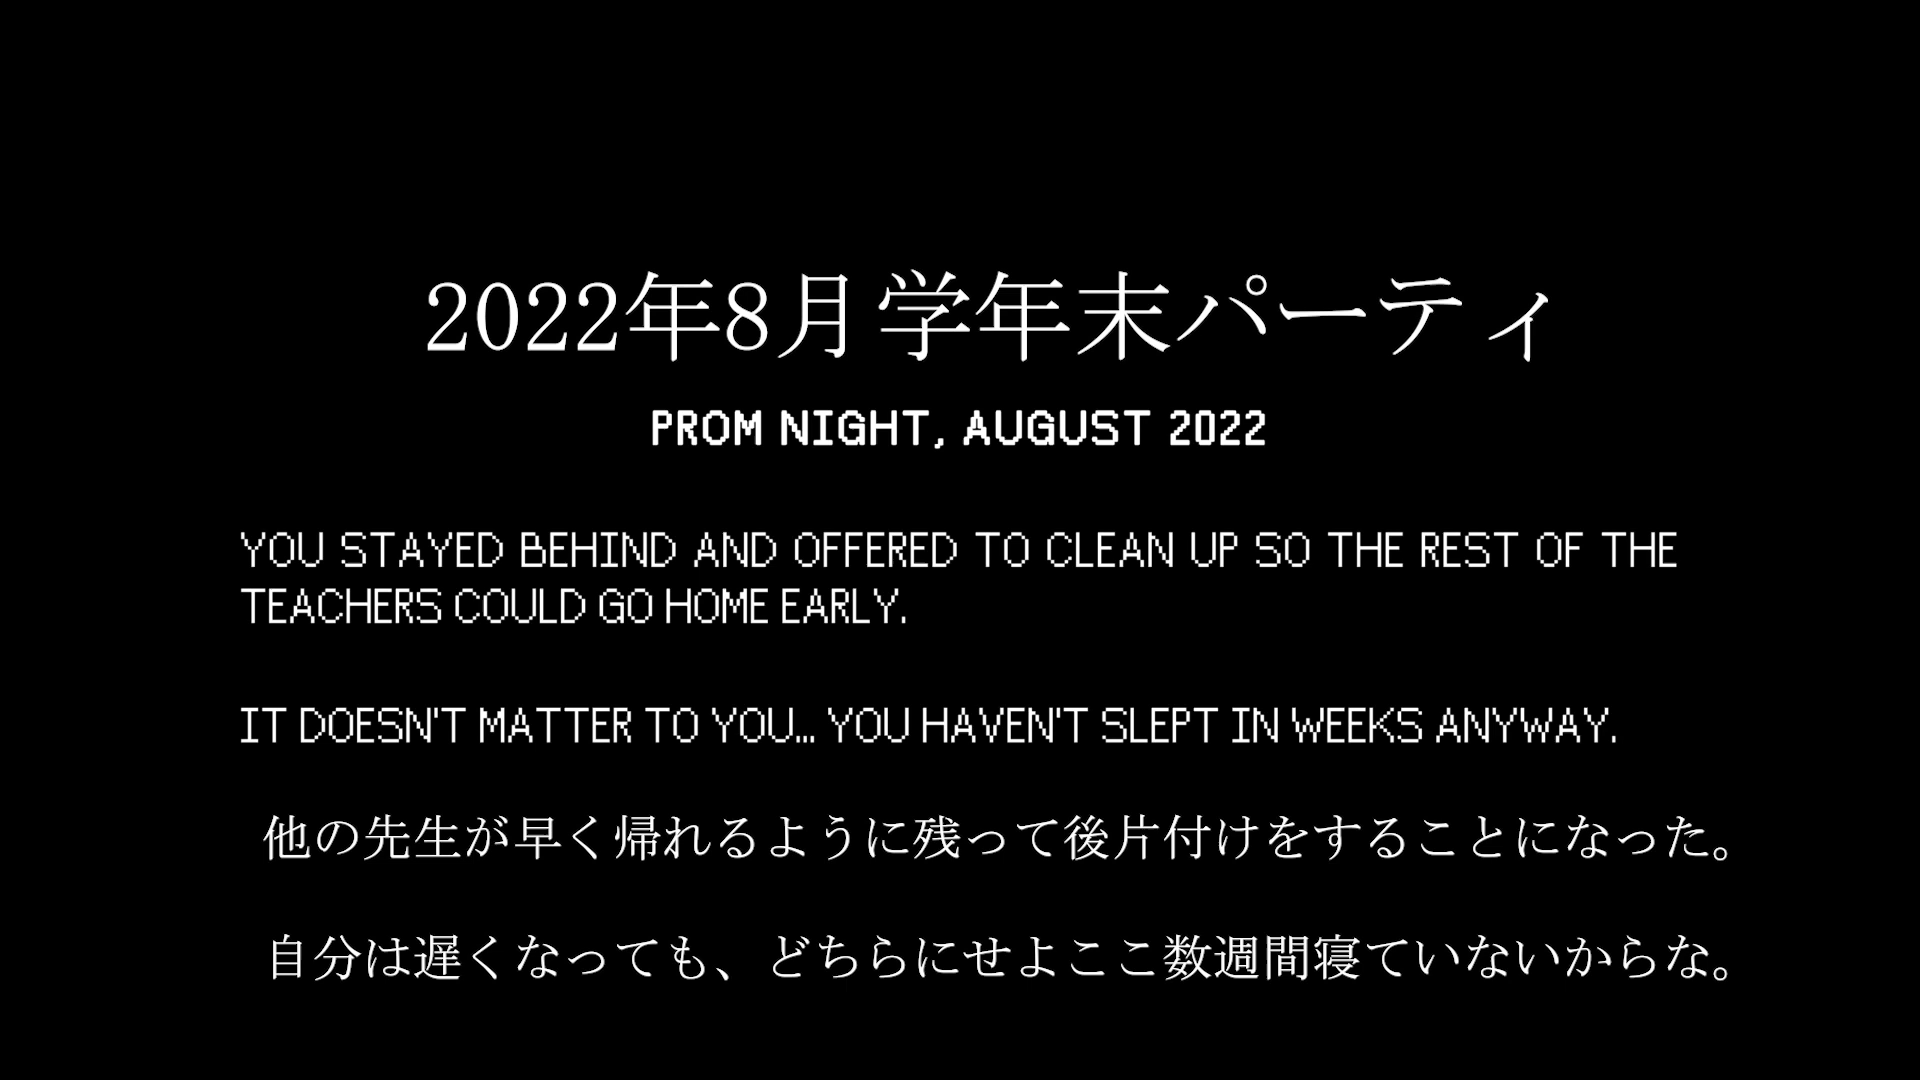 2022年8月学年末パーティ
PROM NIGHT, AUGUST 2022
YOU STAYED BEHIND AND OFFERED TO CLEAN UP SO THE REST OF THE
TEACHERS COULD GO HOME EARLY.
IT DOESN'T MATTER TO YOU... YOU HAVEN'T SLEPT IN WEEKS ANYWAY.
他の先生が早く帰れるように残って後片付けをすることになった。
自分は遅くなっても、どちらにせよここ数週間寝ていないからな。